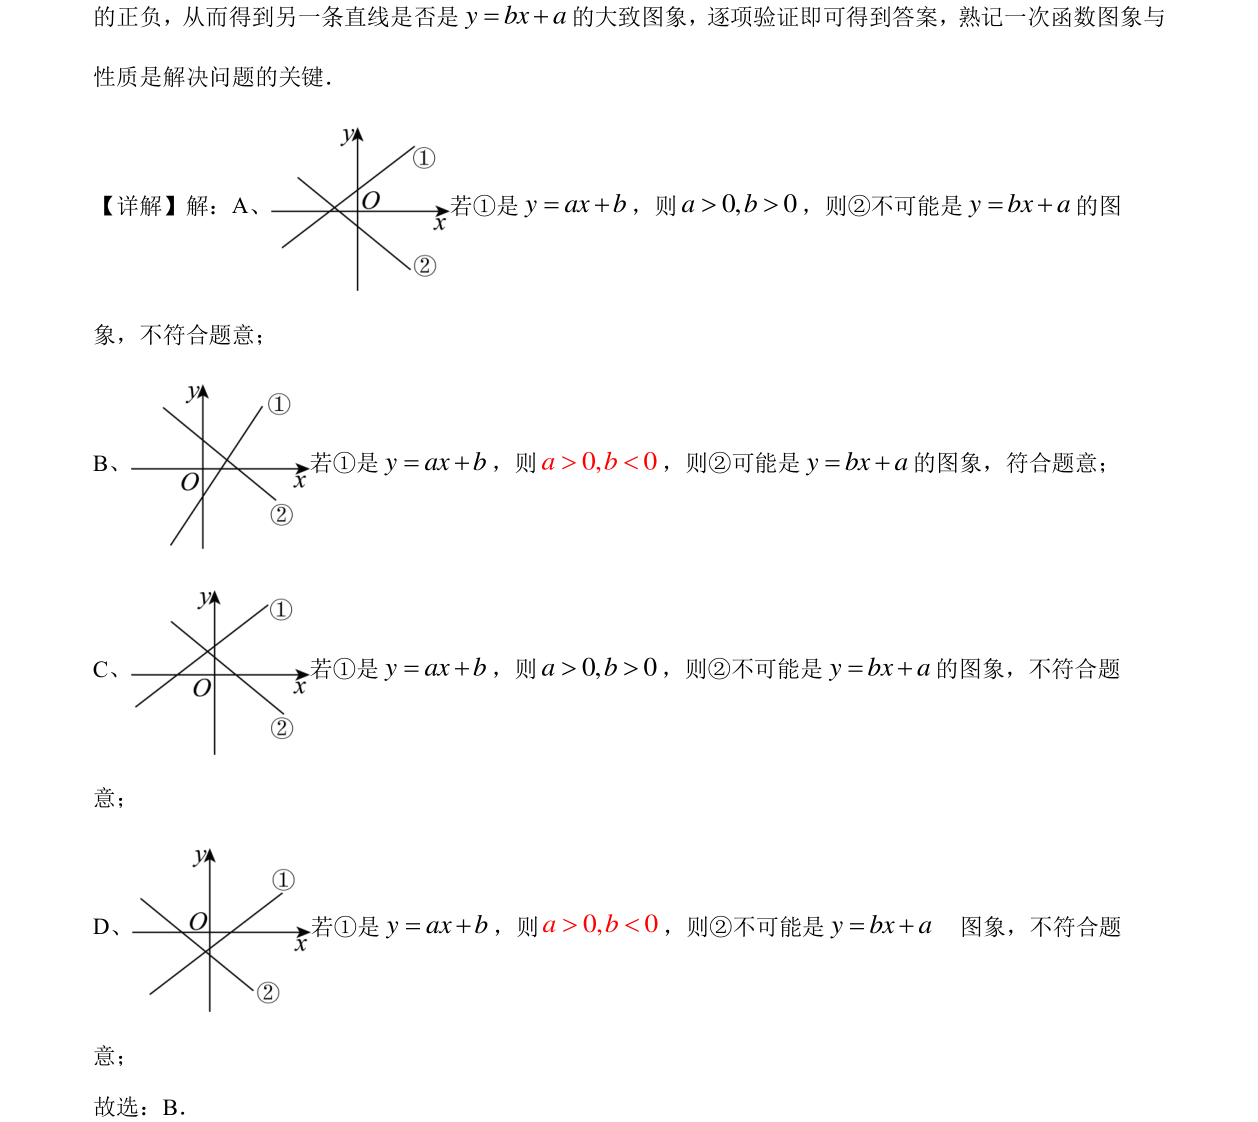 的正负，从而得到另一条直线是否是 y=bx+a 的大致图象，逐项验证即可得到答案，熟记一次函数图象与
性质是解决问题的关键．
y
①
【详解】解：A、
O
x
②
若①是 y=ax+b，则 a>0,b>0，则②不可能是 y=bx+a 的图
象，不符合题意；
y
①
B、
O
x
②
若①是 y=ax+b，则 a>0,b<0，则②可能是 y=bx+a 的图象，符合题意；
y
①
C、
O
x
②
若①是 y=ax+b，则 a>0,b>0，则②不可能是 y=bx+a 的图象，不符合题
意；
y
①
D、
O
x
②
若①是 y=ax+b，则 a>0,b<0，则②不可能是 y=bx+a 图象，不符合题
意；
故选：B．